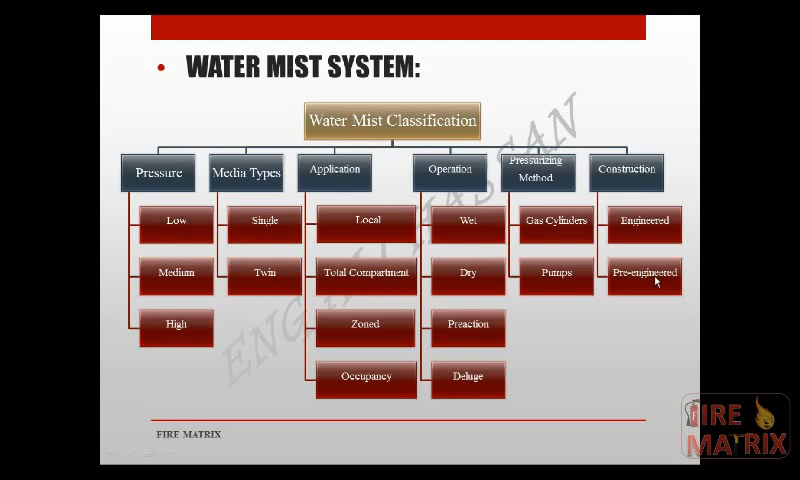 • WATER MIST SYSTEM:
Water Mist Classification
Pressure
Low
Medium
High
Media Types
Single
Twin
Application
Local
Total Compartment
Zoned
Occupancy
Operation
Wet
Dry
Preaction
Deluge
Pressurizing
Method
Gas Cylinders
Pumps
Construction
Engineered
Pre-engineered
FIRE MATRIX
FIRE
MATRIX